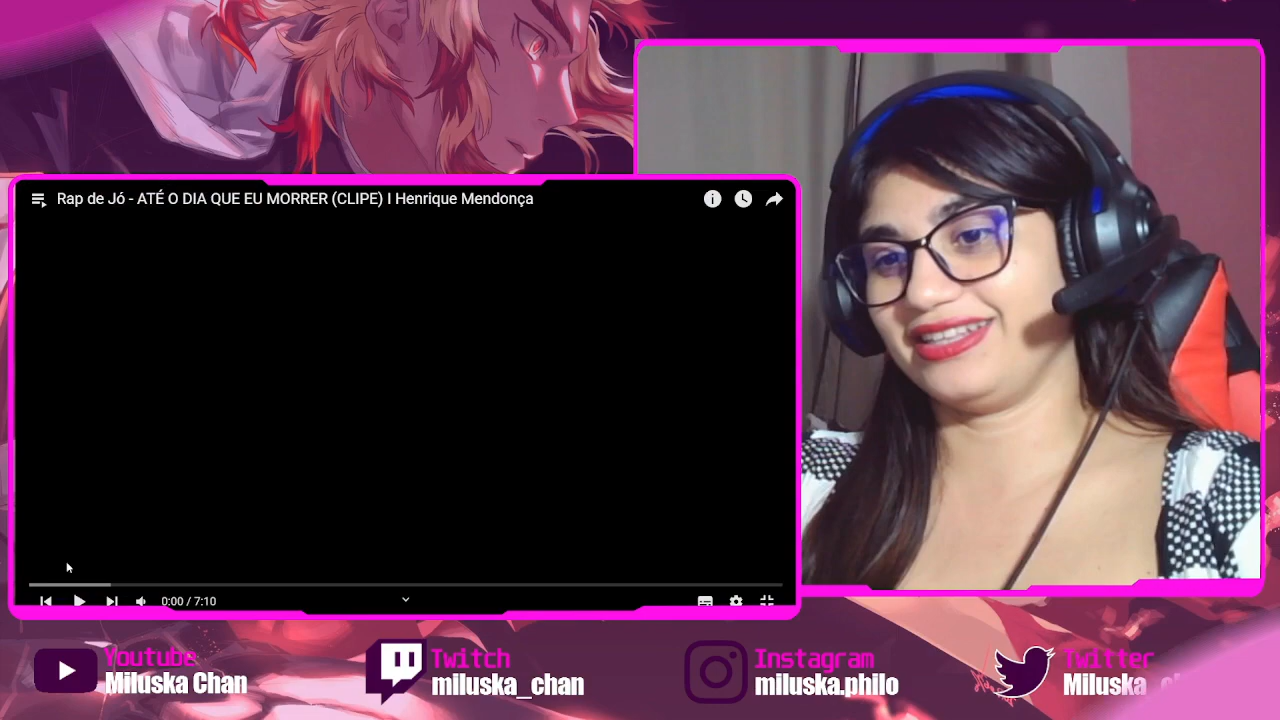 Rap de Jó - ATÉ O DIA QUE EU MORRER (CLIPE) I Henrique Mendonça
0:00 / 7:10
Youtube
Miluska Chan
Twitch
miluska_chan
Instagram
miluska.philo
Twitter